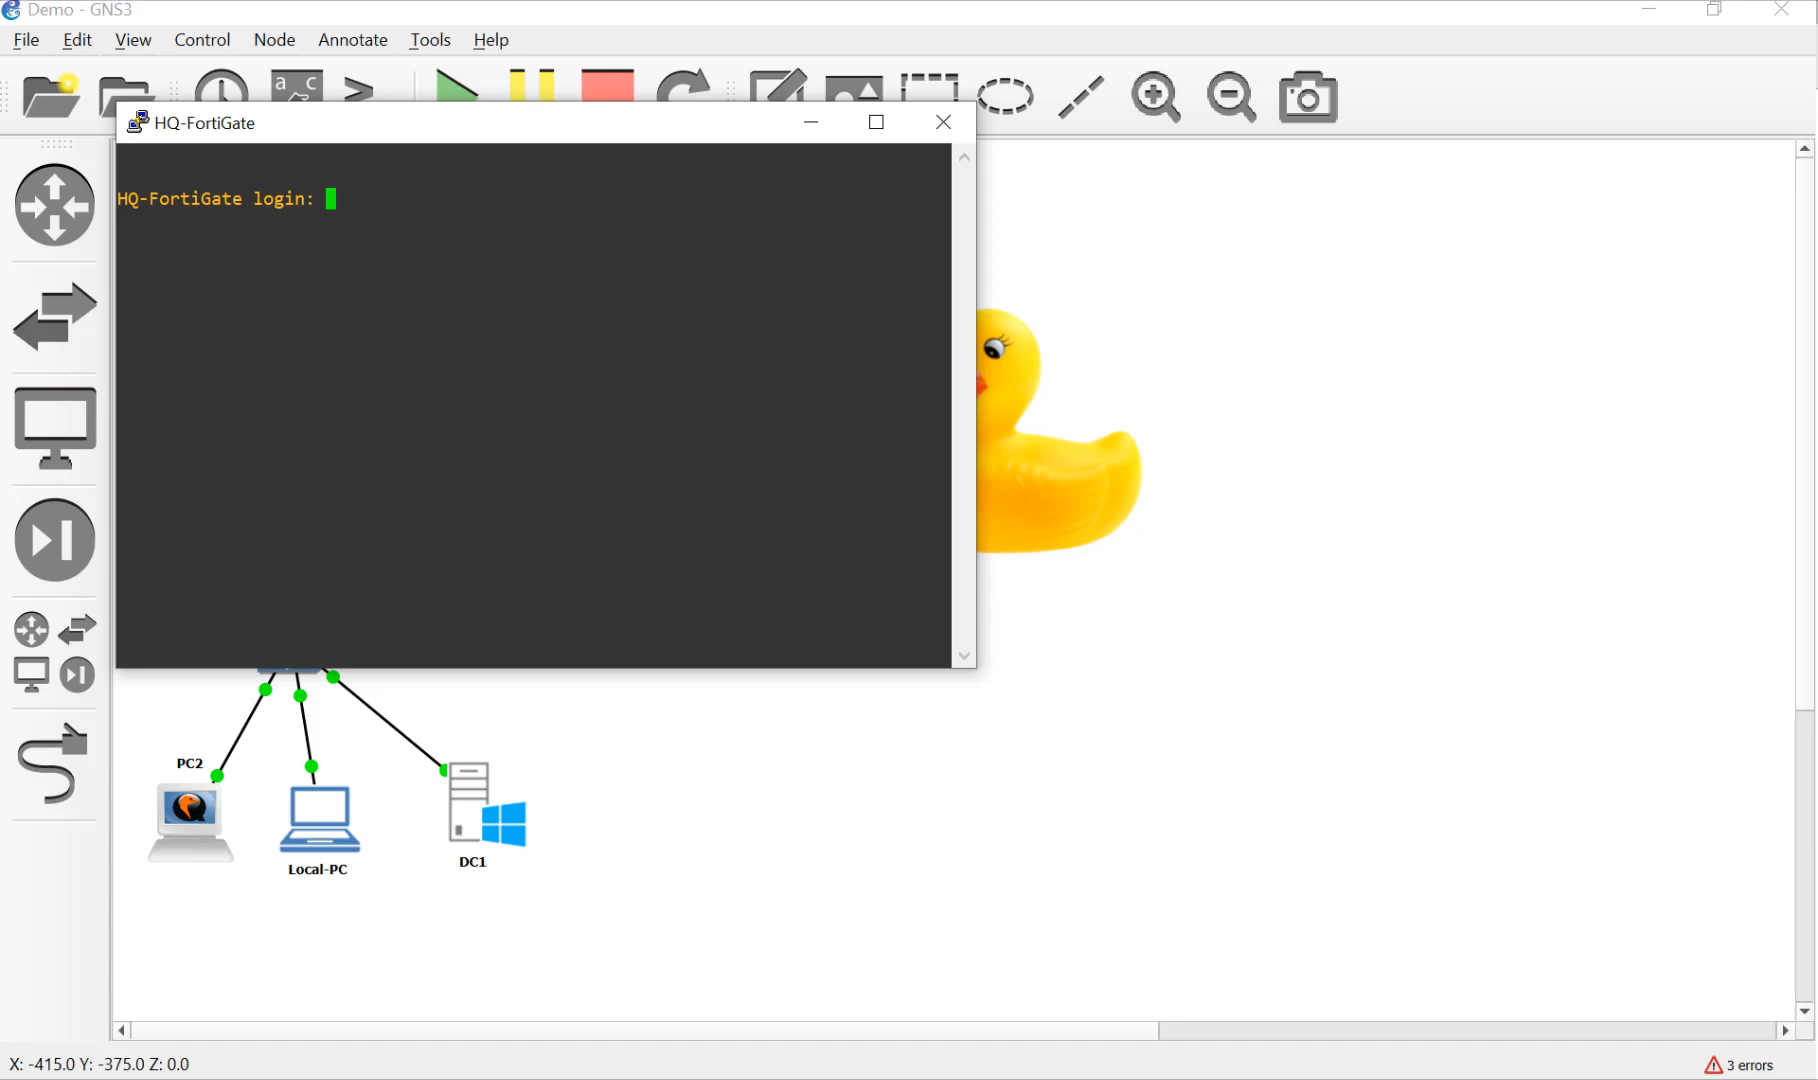 Demo - GNS3
File Edit View Control Node Annotate Tools Help
a c
HQ-FortiGate
HQ-FortiGate login:
PC2
Local-PC
DC1
X: -415.0 Y: -375.0 Z: 0.0
3 errors